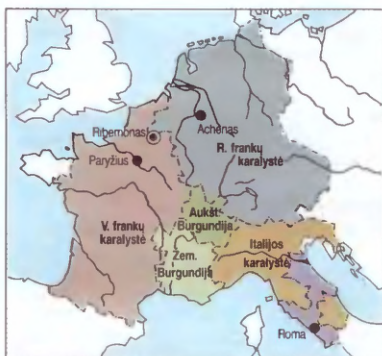 Ribemonas
Achenas
Paryžius
R. frankų
karalystė
Aukšt.
Burgundija
V. frankų
karalystė
Italijos
karalystė
Žem.
Burgundija
Roma